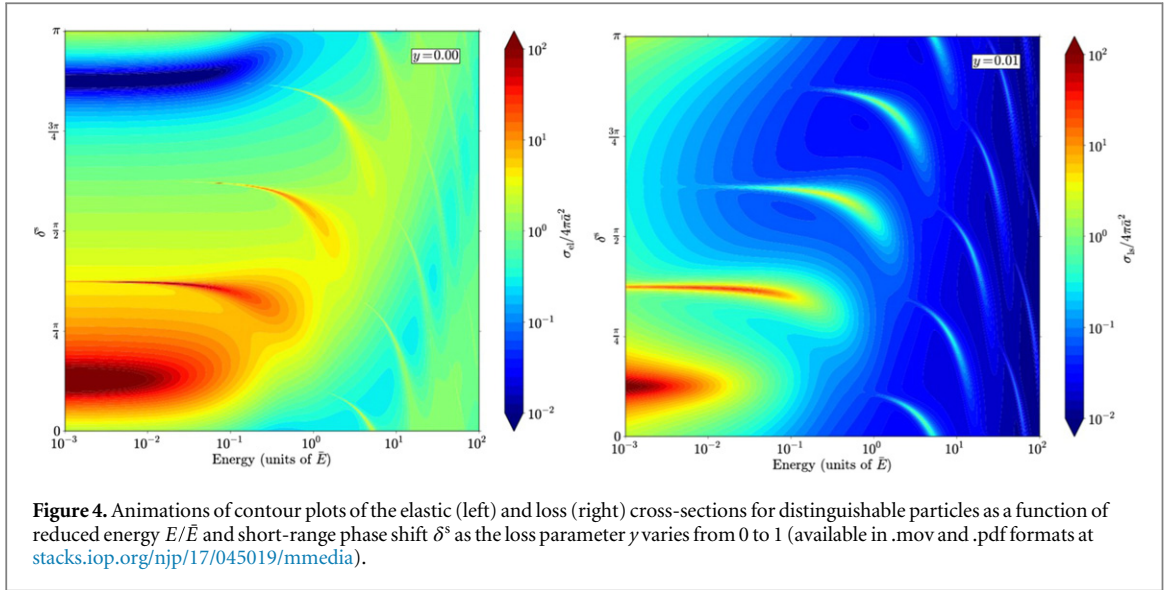 π
3π
4
π
2
π
4
0
δˢ
y=0.00
10⁻³ 10⁻² 10⁻¹ 10⁰ 10¹ 10²
Energy (units of Ē)
10²
10¹
10⁰
10⁻¹
10⁻²
σ_el/4πā²
π
3π
4
π
2
π
4
0
δˢ
y=0.01
10⁻³ 10⁻² 10⁻¹ 10⁰ 10¹ 10²
Energy (units of Ē)
10²
10¹
10⁰
10⁻¹
10⁻²
σ_ls/4πā²
Figure 4. Animations of contour plots of the elastic (left) and loss (right) cross-sections for distinguishable particles as a function of
reduced energy E/Ē and short-range phase shift δˢ as the loss parameter y varies from 0 to 1 (available in .mov and .pdf formats at
stacks.iop.org/njp/17/045019/mmedia).